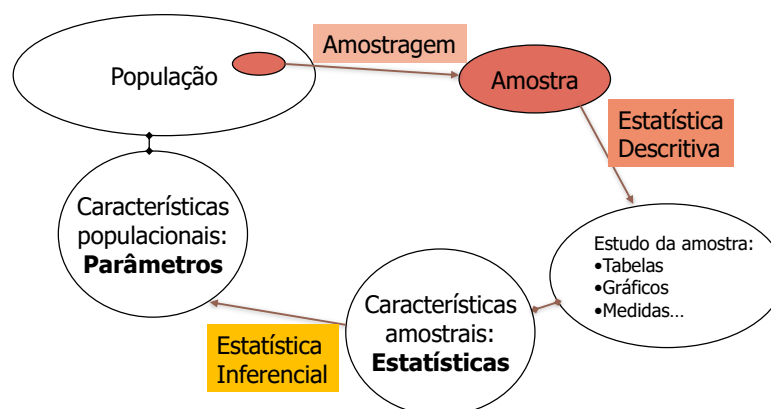 População
Amostragem
Amostra
Estatística
Descritiva
Estudo da amostra:
•Tabelas
•Gráficos
•Medidas…
Características
amostrais:
Estatísticas
Estatística
Inferencial
Características
populacionais:
Parâmetros